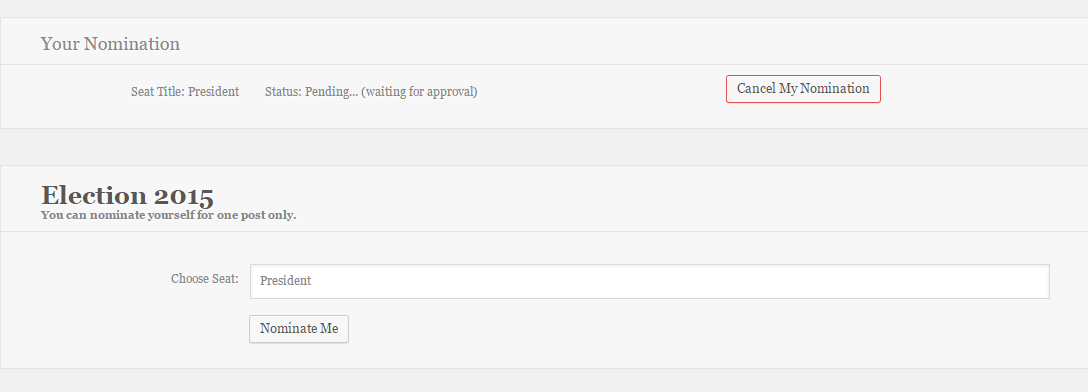 Your Nomination
Seat Title: President Status: Pending... (waiting for approval) Cancel My Nomination
Election 2015
You can nominate yourself for one post only.
Choose Seat: President
Nominate Me